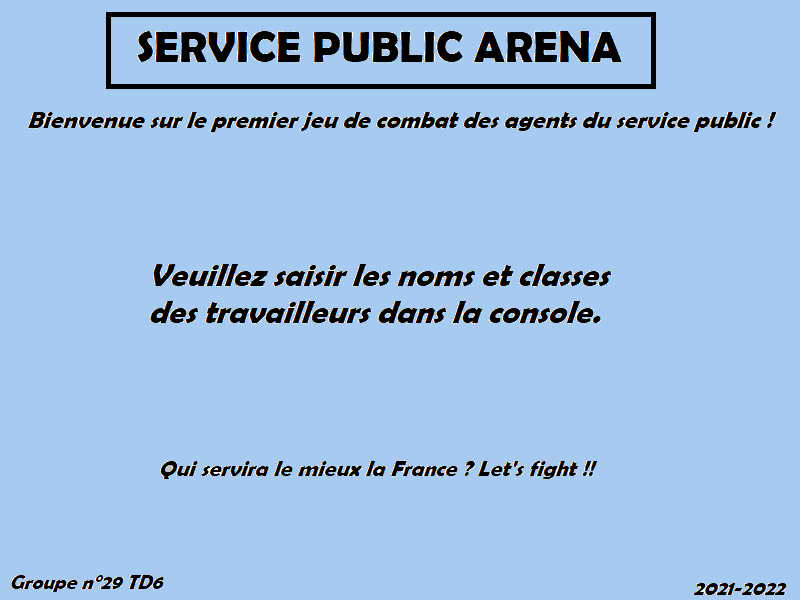 SERVICE PUBLIC ARENA
Bienvenue sur le premier jeu de combat des agents du service public !
Veuillez saisir les noms et classes
des travailleurs dans la console.
Qui servira le mieux la France ? Let's fight !!
Groupe n°29 TD6
2021-2022